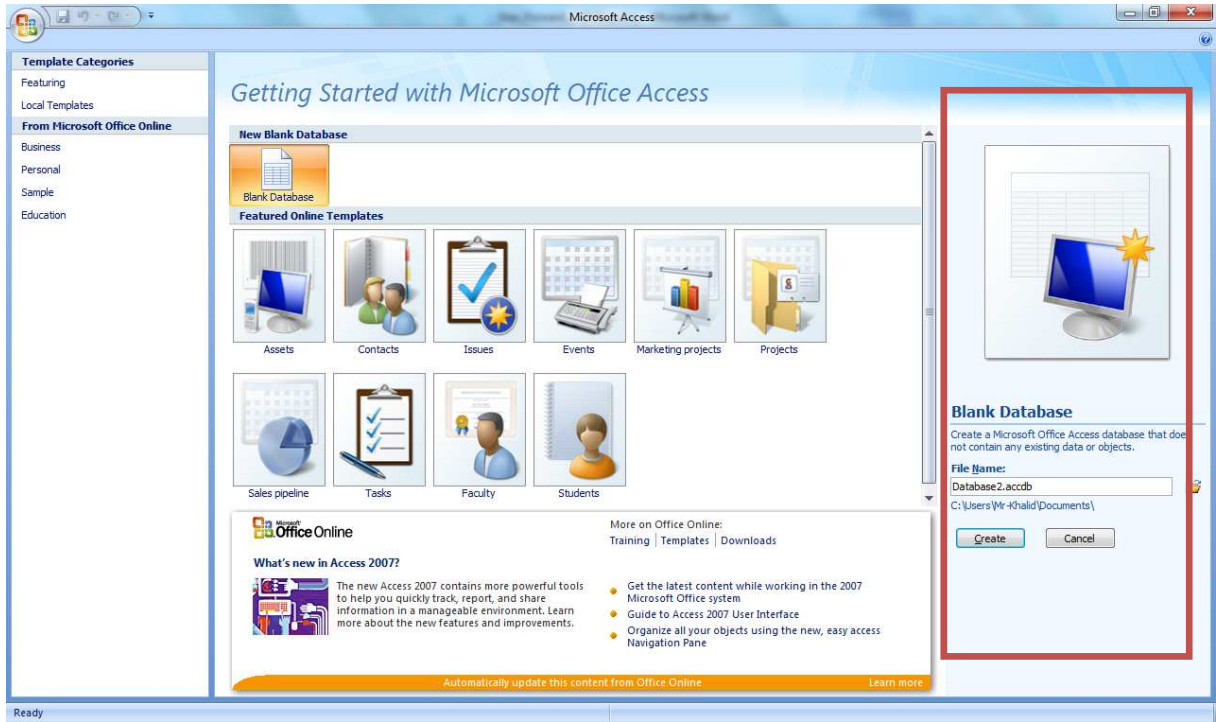 Microsoft Access
Template Categories
Featuring
Local Templates
From Microsoft Office Online
Business
Personal
Sample
Education
Getting Started with Microsoft Office Access
New Blank Database
Blank Database
Featured Online Templates
Assets
Contacts
Issues
Events
Marketing projects
Projects
Sales pipeline
Tasks
Faculty
Students
Microsoft
Office Online
What's new in Access 2007?
The new Access 2007 contains more powerful tools
to help you quickly track, report, and share
information in a manageable environment. Learn
more about the new features and improvements.
More on Office Online:
Training | Templates | Downloads
Get the latest content while working in the 2007
Microsoft Office system
Guide to Access 2007 User Interface
Organize all your objects using the new, easy access
Navigation Pane
Automatically update this content from Office Online
Learn more
Blank Database
Create a Microsoft Office Access database that doe
not contain any existing data or objects.
File Name:
Database2.accdb
C:\Users\Mr-Khalid\Documents\
Create
Cancel
Ready